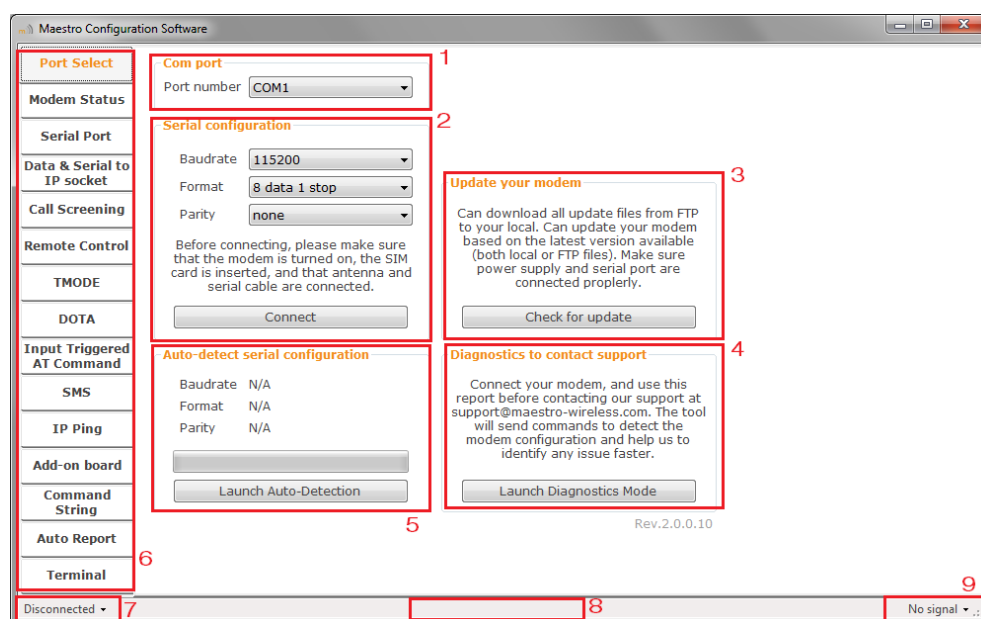 Maestro Configuration Software
Port Select
Modem Status
Serial Port
Data & Serial to
IP socket
Call Screening
Remote Control
TMODE
DOTA
Input Triggered
AT Command
SMS
IP Ping
Add-on board
Command
String
Auto Report
Terminal
6
Com port
1
Port number COM1
Serial configuration
2
Baudrate 115200
Format 8 data 1 stop
Parity none
Before connecting, please make sure
that the modem is turned on, the SIM
card is inserted, and that antenna and
serial cable are connected.
Connect
Update your modem
3
Can download all update files from FTP
to your local. Can update your modem
based on the latest version available
(both local or FTP files). Make sure
power supply and serial port are
connected proplerly.
Check for update
Auto-detect serial configuration
Baudrate N/A
Format N/A
Parity N/A
Launch Auto-Detection
5
Diagnostics to contact support
4
Connect your modem, and use this
report before contacting our support at
support@maestro-wireless.com. The tool
will send commands to detect the
modem configuration and help us to
identify any issue faster.
Launch Diagnostics Mode
Rev.2.0.0.10
Disconnected
7
8
9
No signal